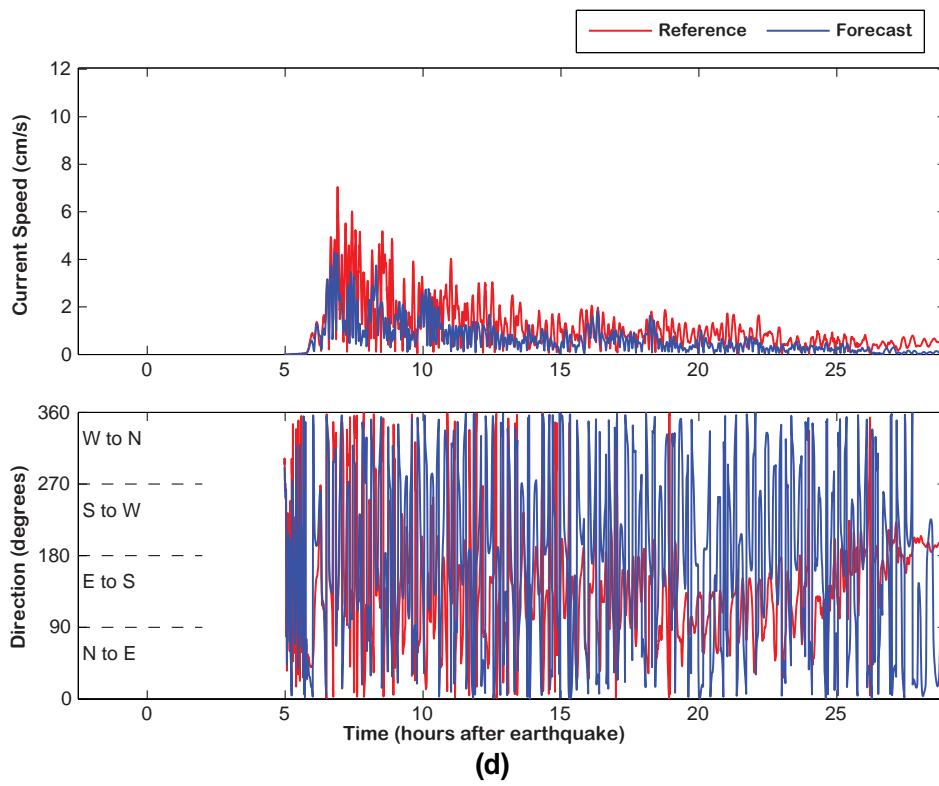 Reference Forecast
12
10
8
6
4
2
0
Current Speed (cm/s)
0 5 10 15 20 25
360
270
180
90
0
Direction (degrees)
W to N
S to W
E to S
N to E
0 5 10 15 20 25
Time (hours after earthquake)
(d)